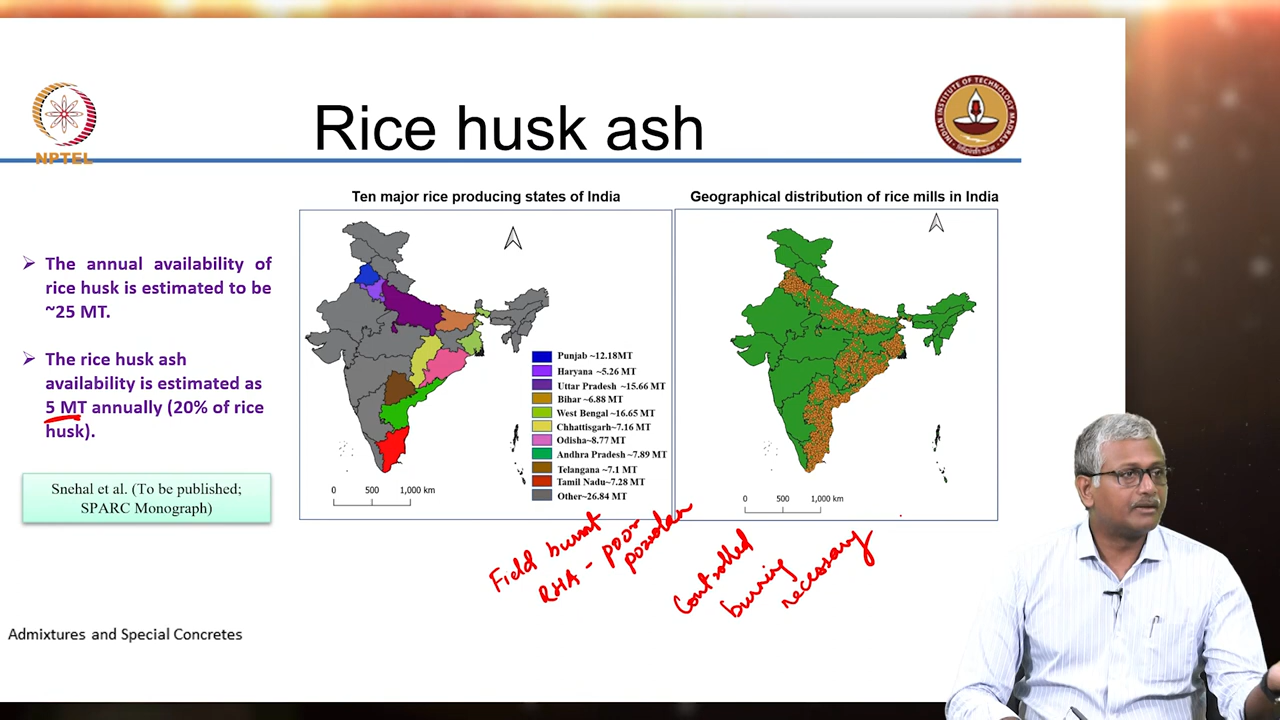 Rice husk ash
NPTEL
INDIAN INSTITUTE OF TECHNOLOGY MADRAS
Ten major rice producing states of India
Geographical distribution of rice mills in India
➢ The annual availability of
rice husk is estimated to be
~25 MT.
➢ The rice husk ash
availability is estimated as
5 MT annually (20% of rice
husk).
Snehal et al. (To be published;
SPARC Monograph)
Punjab ~12.18MT
Haryana ~5.26 MT
Uttar Pradesh ~15.66 MT
Bihar ~6.88 MT
West Bengal ~16.65 MT
Chhattisgarh~7.16 MT
Odisha~8.77 MT
Andhra Pradesh ~7.89 MT
Telangana ~7.1 MT
Tamil Nadu~7.28 MT
Other~26.84 MT
0 500 1,000 km
0 500 1,000 km
Field burnt
RHA - poor
pozzolan
Controlled
burning
necessary
Admixtures and Special Concretes